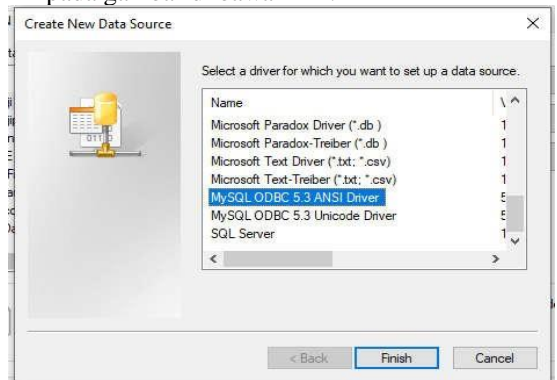 Create New Data Source
Select a driver for which you want to set up a data source.
Name
Microsoft Paradox Driver (*.db )
Microsoft Paradox-Treiber (*.db )
Microsoft Text Driver (*.txt; *.csv)
Microsoft Text-Treiber (*.txt; *.csv)
MySQL ODBC 5.3 ANSI Driver
MySQL ODBC 5.3 Unicode Driver
SQL Server
< Back
Finish
Cancel